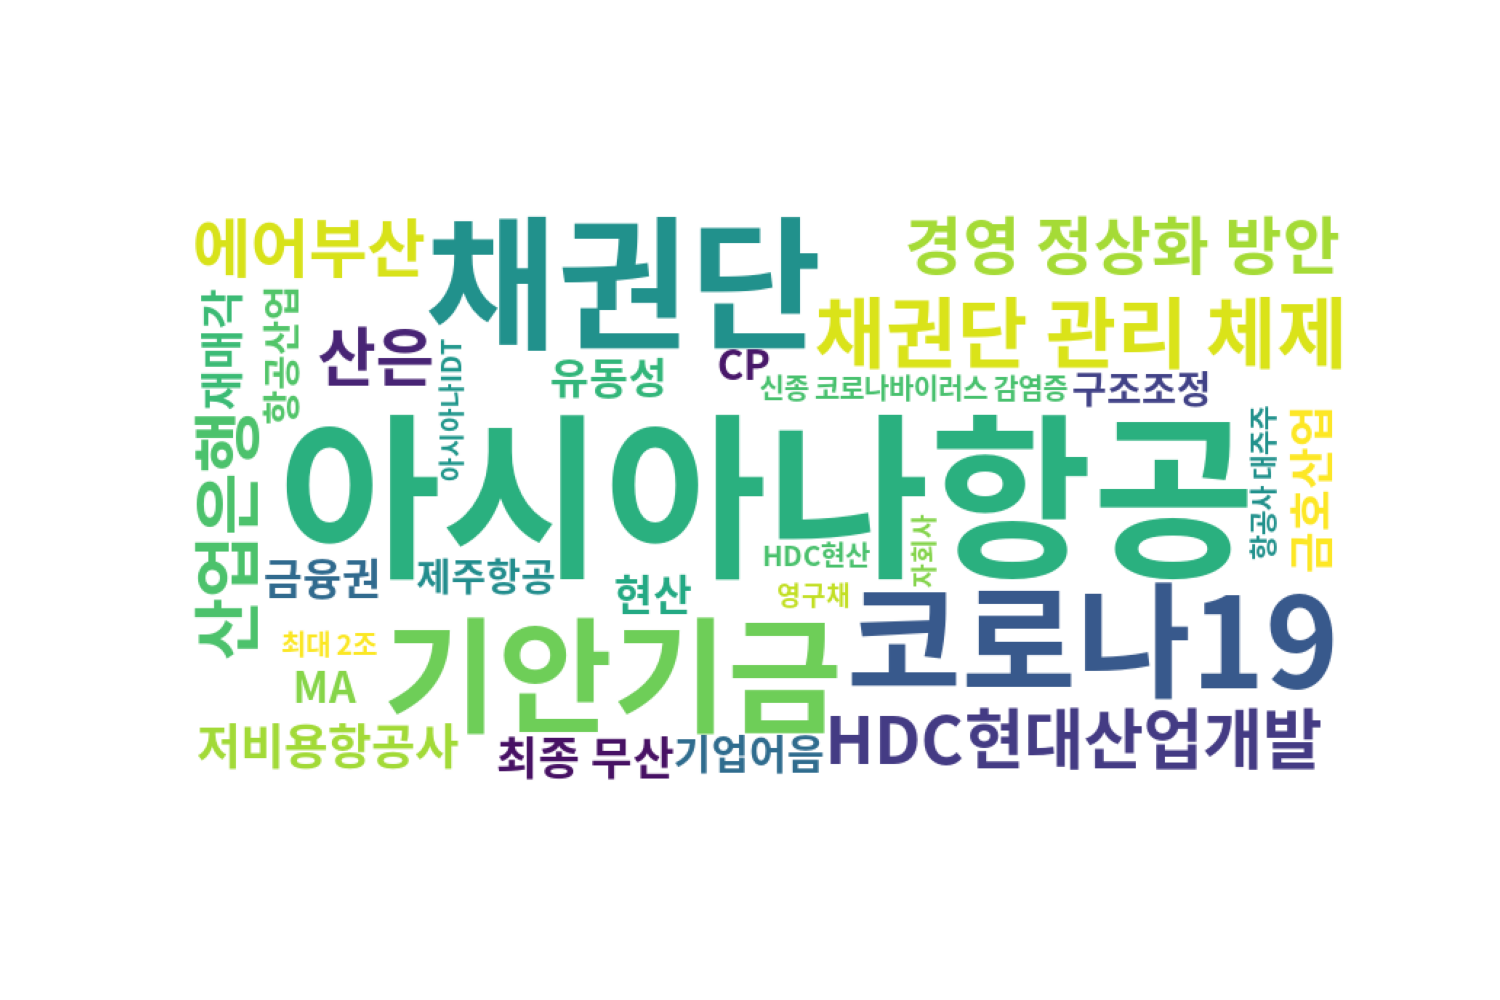 에어부산
채권단
경영 정상화 방안
채권단 관리 체제
재매각
항공산업
산은
아시아나IDT
유동성
CP
신종 코로나바이러스 감염증
구조조정
아시아나항공
산업은행
항공사 대주주
금호산업
금융권
제주항공
현산
HDC현산
자회사
영구채
코로나19
최대 2조
MA
기안기금
저비용항공사
최종 무산
기업어음
HDC현대산업개발